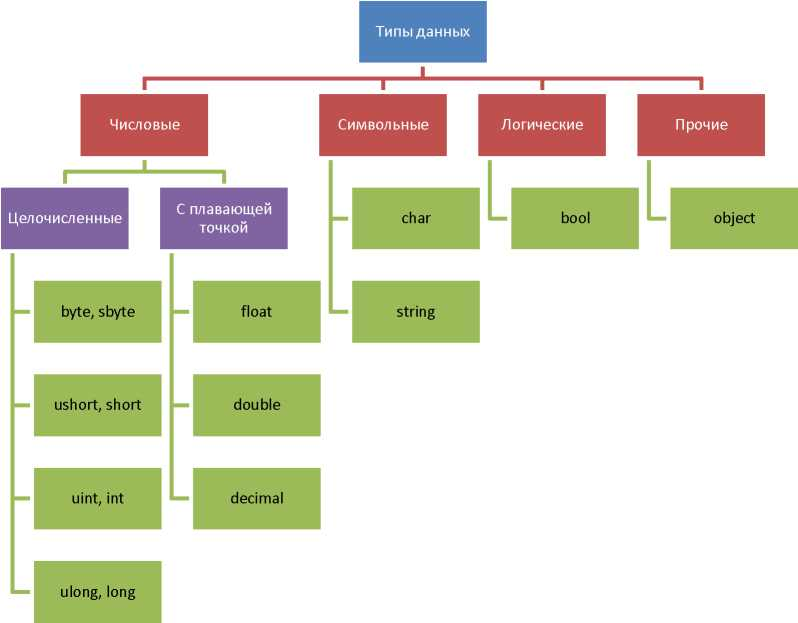 Типы данных
Числовые
Символьные
Логические
Прочие
Целочисленные
С плавающей
точкой
char
bool
object
byte, sbyte
float
string
ushort, short
double
uint, int
decimal
ulong, long